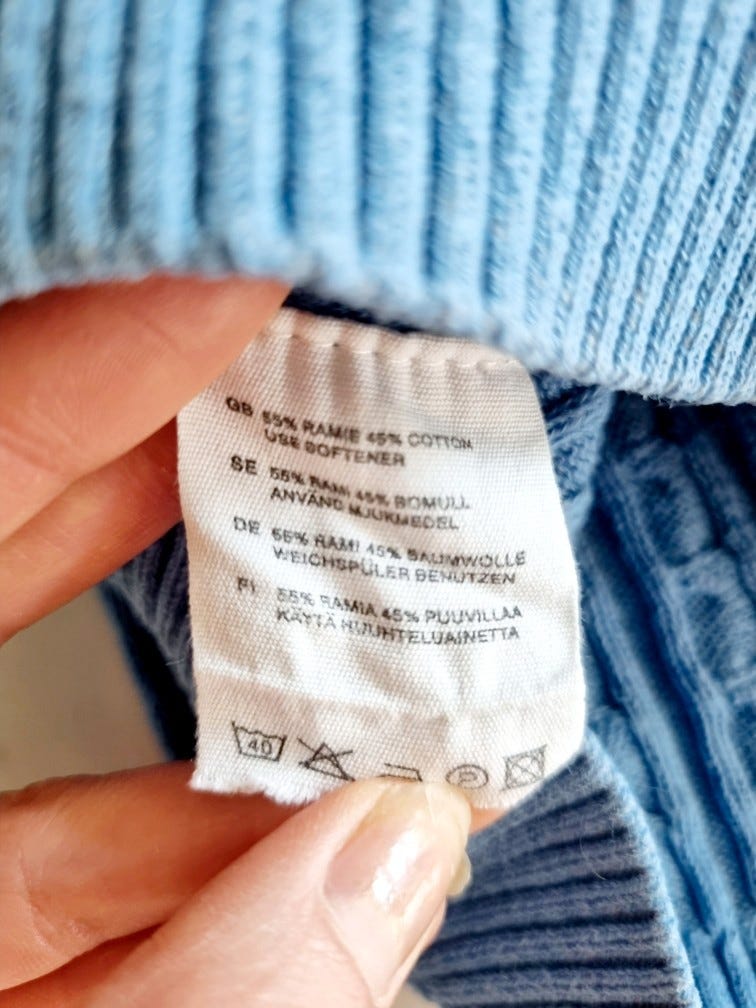 GB 55% RAMIE 45% COTTON
USE SOFTENER
SE 55% RAMI 45% BOMULL
ANVÄND MJUKMEDEL
DE 55% RAMI 45% BAUMWOLLE
WEICHSPÜLER BENUTZEN
FI 55% RAMIA 45% PUUVILLAA
KÄYTÄ HUUHTELUAINETTA
40 P